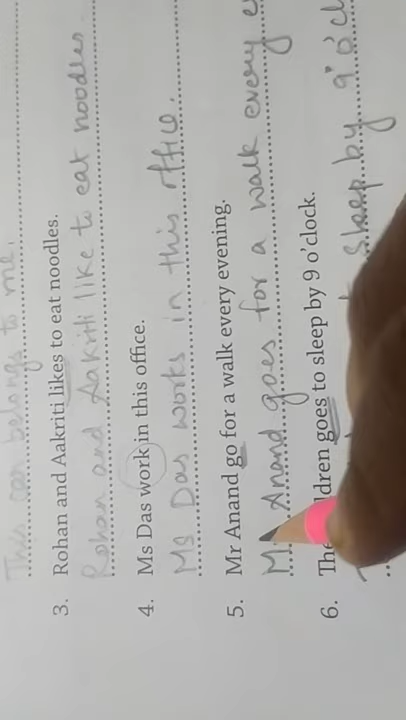 This can belongs to me.
3. Rohan and Aakriti likes to eat noodles.
Rohan and Aakriti like to eat noodles.
4. Ms Das work in this office.
Ms Das works in this office.
5. Mr Anand go for a walk every evening.
Anand goes for a walk every
6. The ldren goes to sleep by 9 o'clock.
sleep by 9 o'cl